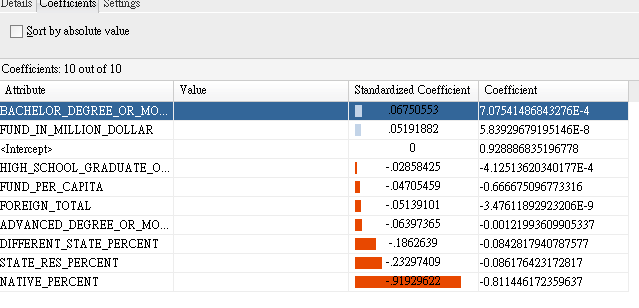 Details Coefficients Settings
Sort by absolute value
Coefficients: 10 out of 10
Attribute Value Standardized Coefficient Coefficient
BACHELOR_DEGREE_OR_MO... .06750553 7.07541486843276E-4
FUND_IN_MILLION_DOLLAR .05191882 5.83929679195146E-8
<Intercept> 0 0.928886835196778
HIGH_SCHOOL_GRADUATE_O... -.02858425 -4.12513620340177E-4
FUND_PER_CAPITA -.04705459 -0.666675096773316
FOREIGN_TOTAL -.05139101 -3.47611892923206E-9
ADVANCED_DEGREE_OR_MO... -.06397365 -0.00121993609905337
DIFFERENT_STATE_PERCENT -.1862639 -0.0842817940787577
STATE_RES_PERCENT -.23297409 -0.086176423172817
NATIVE_PERCENT -.91929622 -0.811446172359637